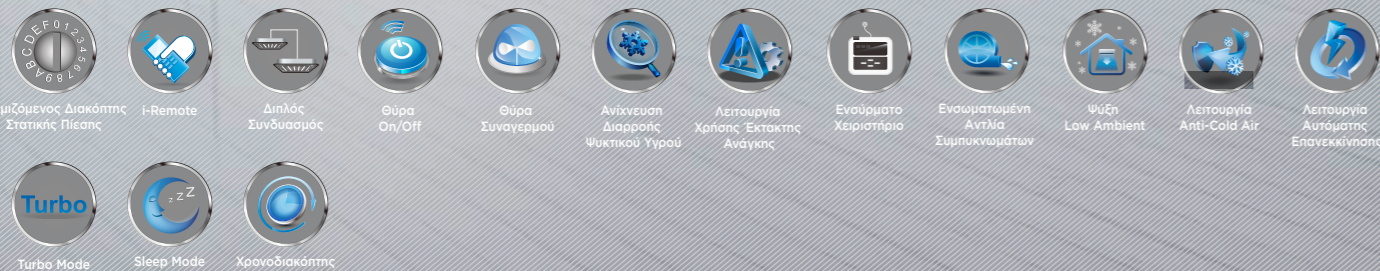 μιζόμενος Διακόπτης
Στατικής Πίεσης
i-Remote
Διπλός
Συνδυασμός
Θύρα
On/Off
Θύρα
Συναγερμού
Ανίχνευση
Διαρροής
Ψυκτικού Υγρού
Λειτουργία
Χρήσης Έκτακτης
Ανάγκης
Ενσύρματο
Χειριστήριο
Ενσωματωμένη
Αντλία
Συμπυκνωμάτων
Ψύξη
Low Ambient
Λειτουργία
Anti-Cold Air
Λειτουργία
Αυτόματης
Επανεκκίνησης
Turbo
Turbo Mode
z z Z
Sleep Mode
Χρονοδιακόπτης